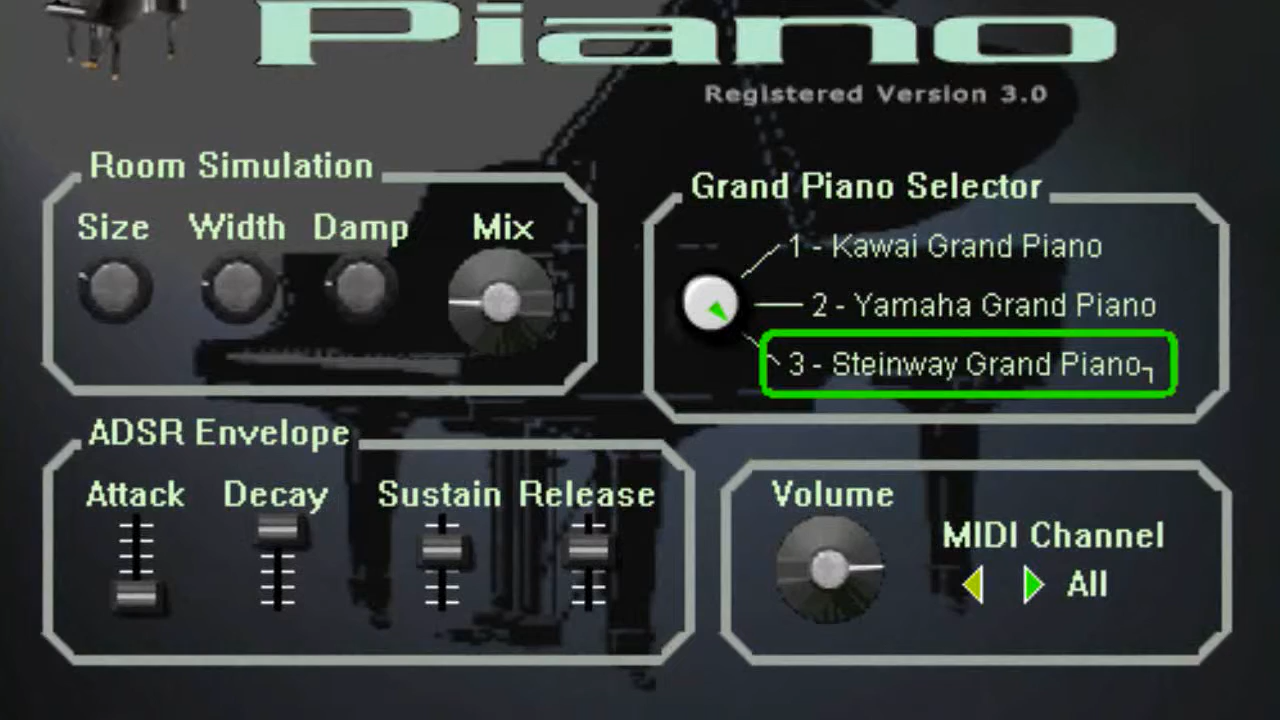 Piano
Registered Version 3.0
Room Simulation
Size Width Damp Mix
Grand Piano Selector
1 - Kawai Grand Piano
2 - Yamaha Grand Piano
3 - Steinway Grand Piano
ADSR Envelope
Attack Decay Sustain Release
Volume
MIDI Channel
All